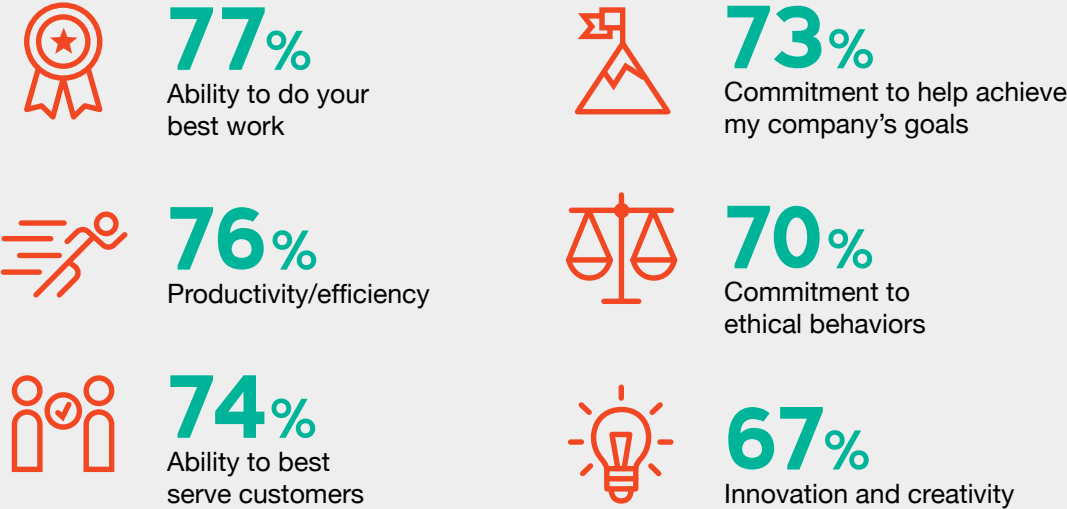 77%
Ability to do your
best work
76%
Productivity/efficiency
74%
Ability to best
serve customers
73%
Commitment to help achieve
my company’s goals
70%
Commitment to
ethical behaviors
67%
Innovation and creativity